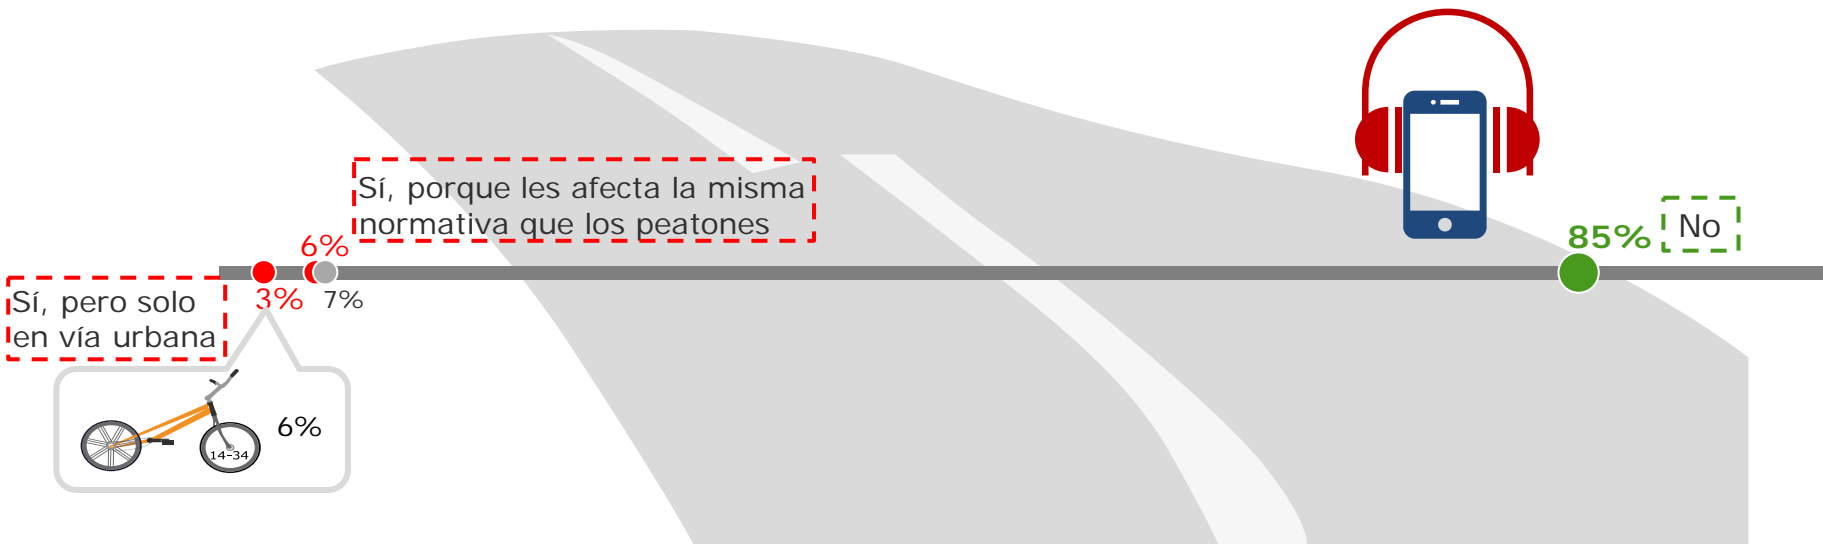 Sí, porque les afecta la misma
normativa que los peatones
6%
85%
No
Sí, pero solo
en vía urbana
3%
7%
6%
14-34